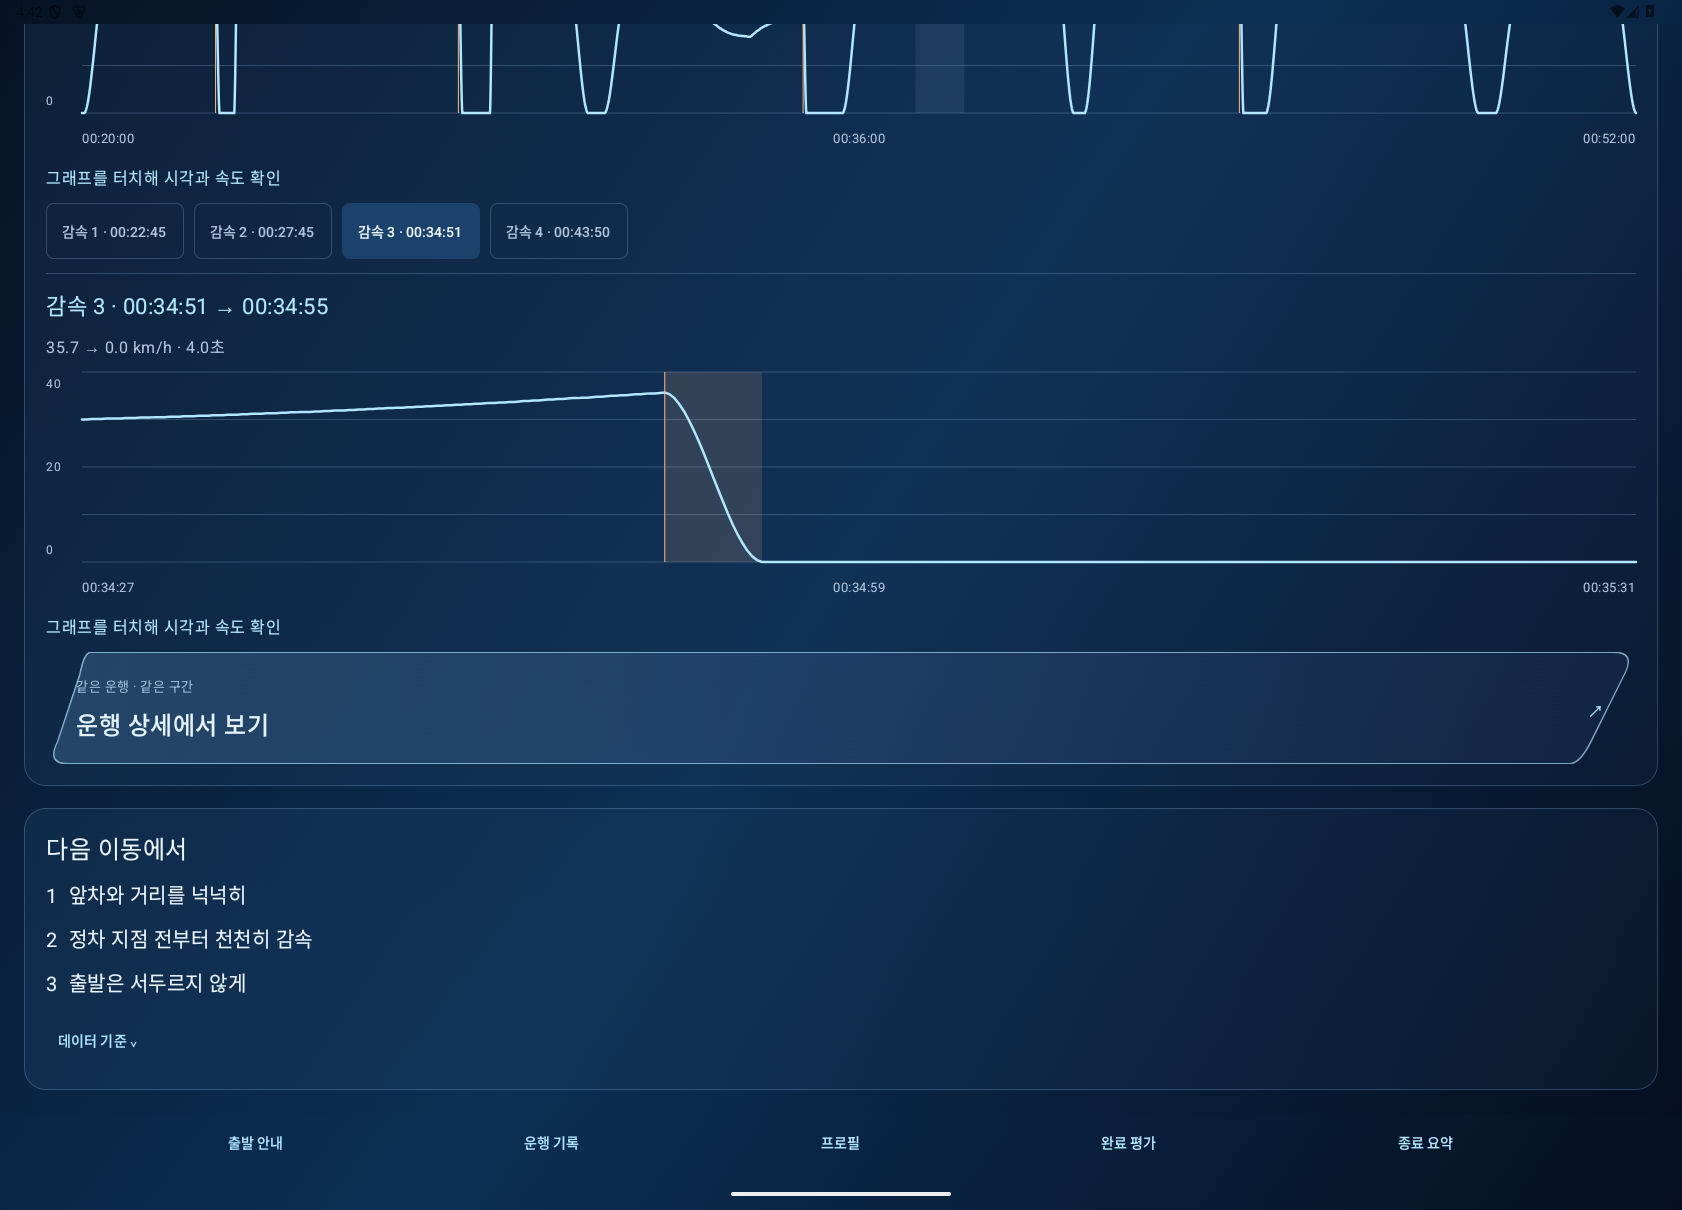 4:42
0
00:20:00 00:36:00 00:52:00
그래프를 터치해 시각과 속도 확인
감속 1 · 00:22:45 감속 2 · 00:27:45 감속 3 · 00:34:51 감속 4 · 00:43:50
감속 3 · 00:34:51 → 00:34:55
35.7 → 0.0 km/h · 4.0초
40
20
0
00:34:27 00:34:59 00:35:31
그래프를 터치해 시각과 속도 확인
같은 운행 · 같은 구간
운행 상세에서 보기 ↗
다음 이동에서
1 앞차와 거리를 넉넉히
2 정차 지점 전부터 천천히 감속
3 출발은 서두르지 않게
데이터 기준 ˅
출발 안내 운행 기록 프로필 완료 평가 종료 요약